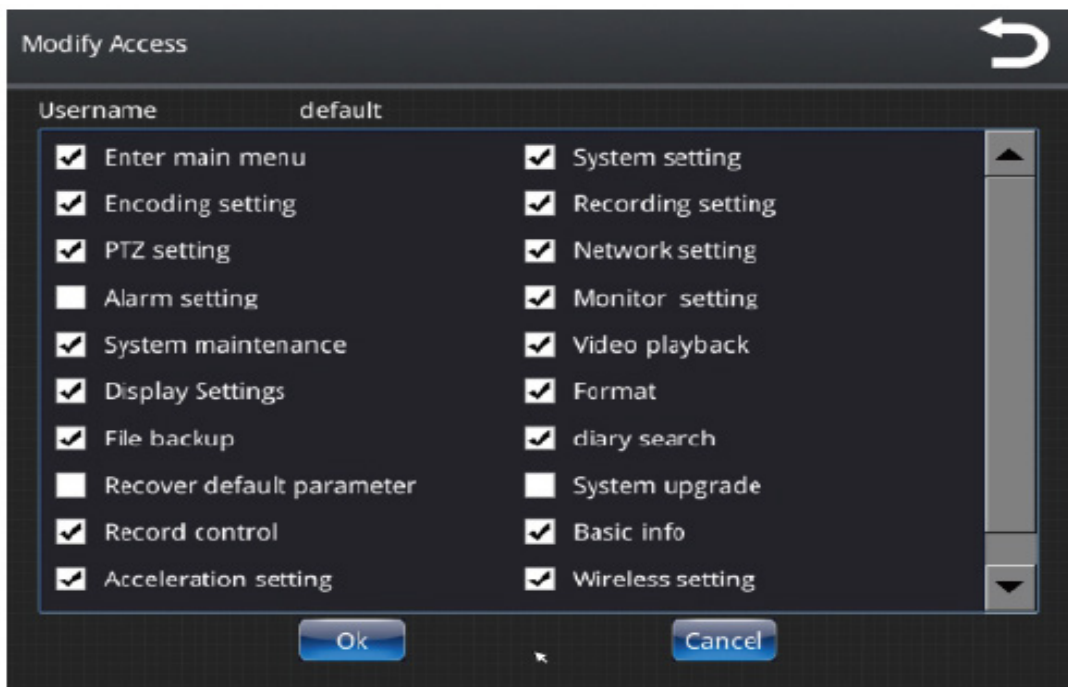 Modify Access
Username default
Enter main menu System setting
Encoding setting Recording setting
PTZ setting Network setting
Alarm setting Monitor setting
System maintenance Video playback
Display Settings Format
File backup diary search
Recover default parameter System upgrade
Record control Basic info
Acceleration setting Wireless setting
Ok Cancel